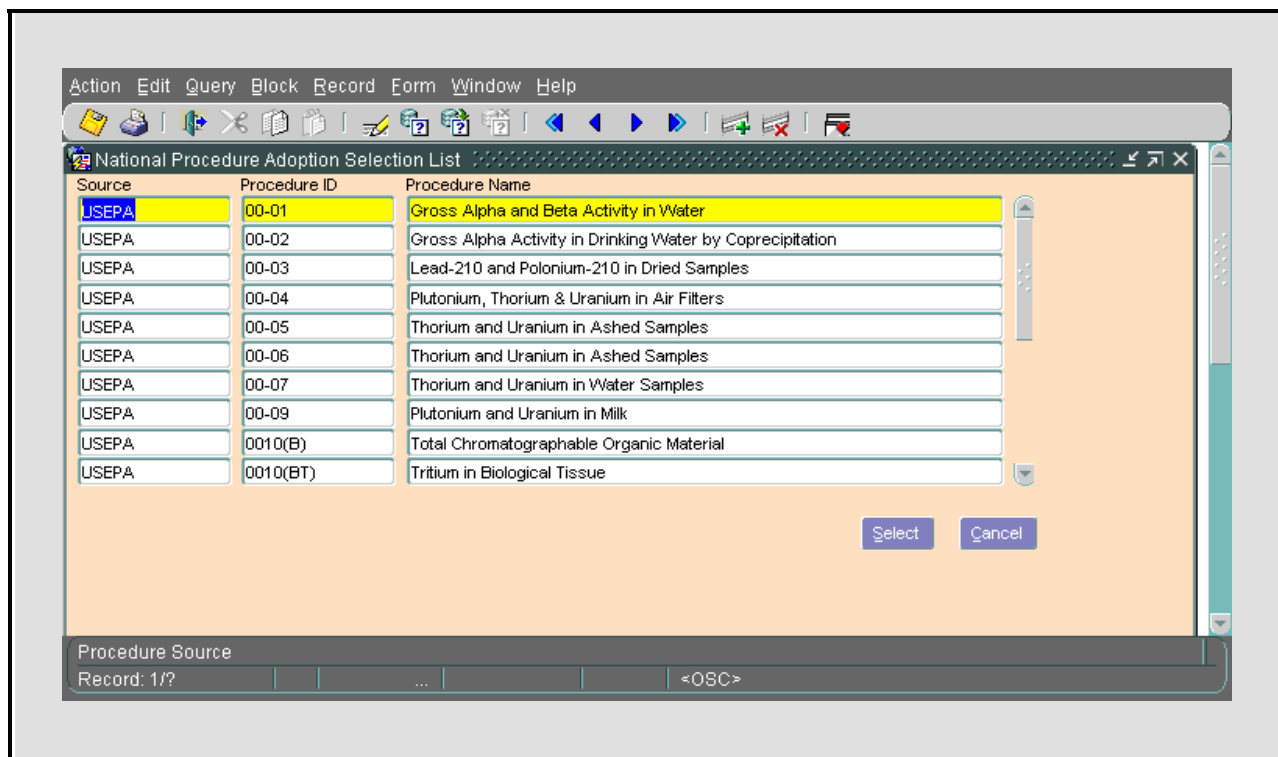 Action Edit Query Block Record Form Window Help
National Procedure Adoption Selection List
Source Procedure ID Procedure Name
USEPA 00-01 Gross Alpha and Beta Activity in Water
USEPA 00-02 Gross Alpha Activity in Drinking Water by Coprecipitation
USEPA 00-03 Lead-210 and Polonium-210 in Dried Samples
USEPA 00-04 Plutonium, Thorium & Uranium in Air Filters
USEPA 00-05 Thorium and Uranium in Ashed Samples
USEPA 00-06 Thorium and Uranium in Ashed Samples
USEPA 00-07 Thorium and Uranium in Water Samples
USEPA 00-09 Plutonium and Uranium in Milk
USEPA 0010(B) Total Chromatographable Organic Material
USEPA 0010(BT) Tritium in Biological Tissue
Select Cancel
Procedure Source
Record: 1/? ... <OSC>